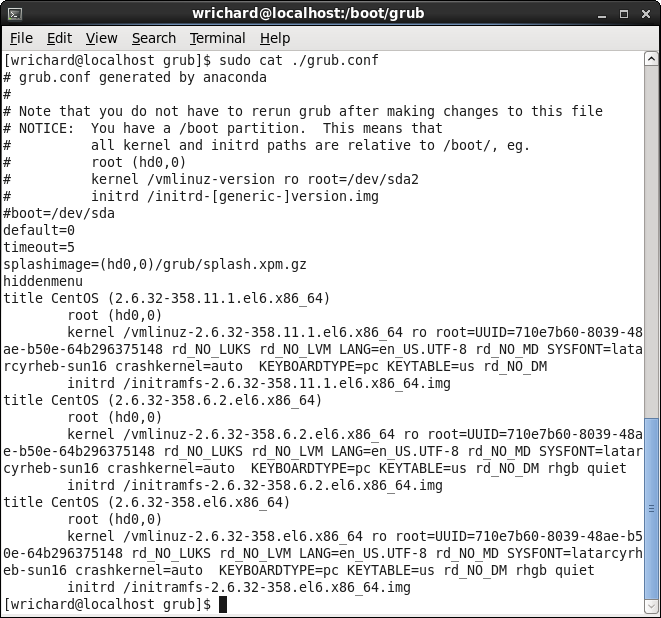 wrichard@localhost:/boot/grub
File Edit View Search Terminal Help
[wrichard@localhost grub]$ sudo cat ./grub.conf
# grub.conf generated by anaconda
#
# Note that you do not have to rerun grub after making changes to this file
# NOTICE:  You have a /boot partition.  This means that
#          all kernel and initrd paths are relative to /boot/, eg.
#          root (hd0,0)
#          kernel /vmlinuz-version ro root=/dev/sda2
#          initrd /initrd-[generic-]version.img
#boot=/dev/sda
default=0
timeout=5
splashimage=(hd0,0)/grub/splash.xpm.gz
hiddenmenu
title CentOS (2.6.32-358.11.1.el6.x86_64)
        root (hd0,0)
        kernel /vmlinuz-2.6.32-358.11.1.el6.x86_64 ro root=UUID=710e7b60-8039-48
ae-b50e-64b296375148 rd_NO_LUKS rd_NO_LVM LANG=en_US.UTF-8 rd_NO_MD SYSFONT=lata
rcyrheb-sun16 crashkernel=auto  KEYBOARDTYPE=pc KEYTABLE=us rd_NO_DM
        initrd /initramfs-2.6.32-358.11.1.el6.x86_64.img
title CentOS (2.6.32-358.6.2.el6.x86_64)
        root (hd0,0)
        kernel /vmlinuz-2.6.32-358.6.2.el6.x86_64 ro root=UUID=710e7b60-8039-48a
e-b50e-64b296375148 rd_NO_LUKS rd_NO_LVM LANG=en_US.UTF-8 rd_NO_MD SYSFONT=latar
cyrheb-sun16 crashkernel=auto  KEYBOARDTYPE=pc KEYTABLE=us rd_NO_DM rhgb quiet
        initrd /initramfs-2.6.32-358.6.2.el6.x86_64.img
title CentOS (2.6.32-358.el6.x86_64)
        root (hd0,0)
        kernel /vmlinuz-2.6.32-358.el6.x86_64 ro root=UUID=710e7b60-8039-48ae-b5
0e-64b296375148 rd_NO_LUKS rd_NO_LVM LANG=en_US.UTF-8 rd_NO_MD SYSFONT=latarcyrh
eb-sun16 crashkernel=auto  KEYBOARDTYPE=pc KEYTABLE=us rd_NO_DM rhgb quiet
        initrd /initramfs-2.6.32-358.el6.x86_64.img
[wrichard@localhost grub]$